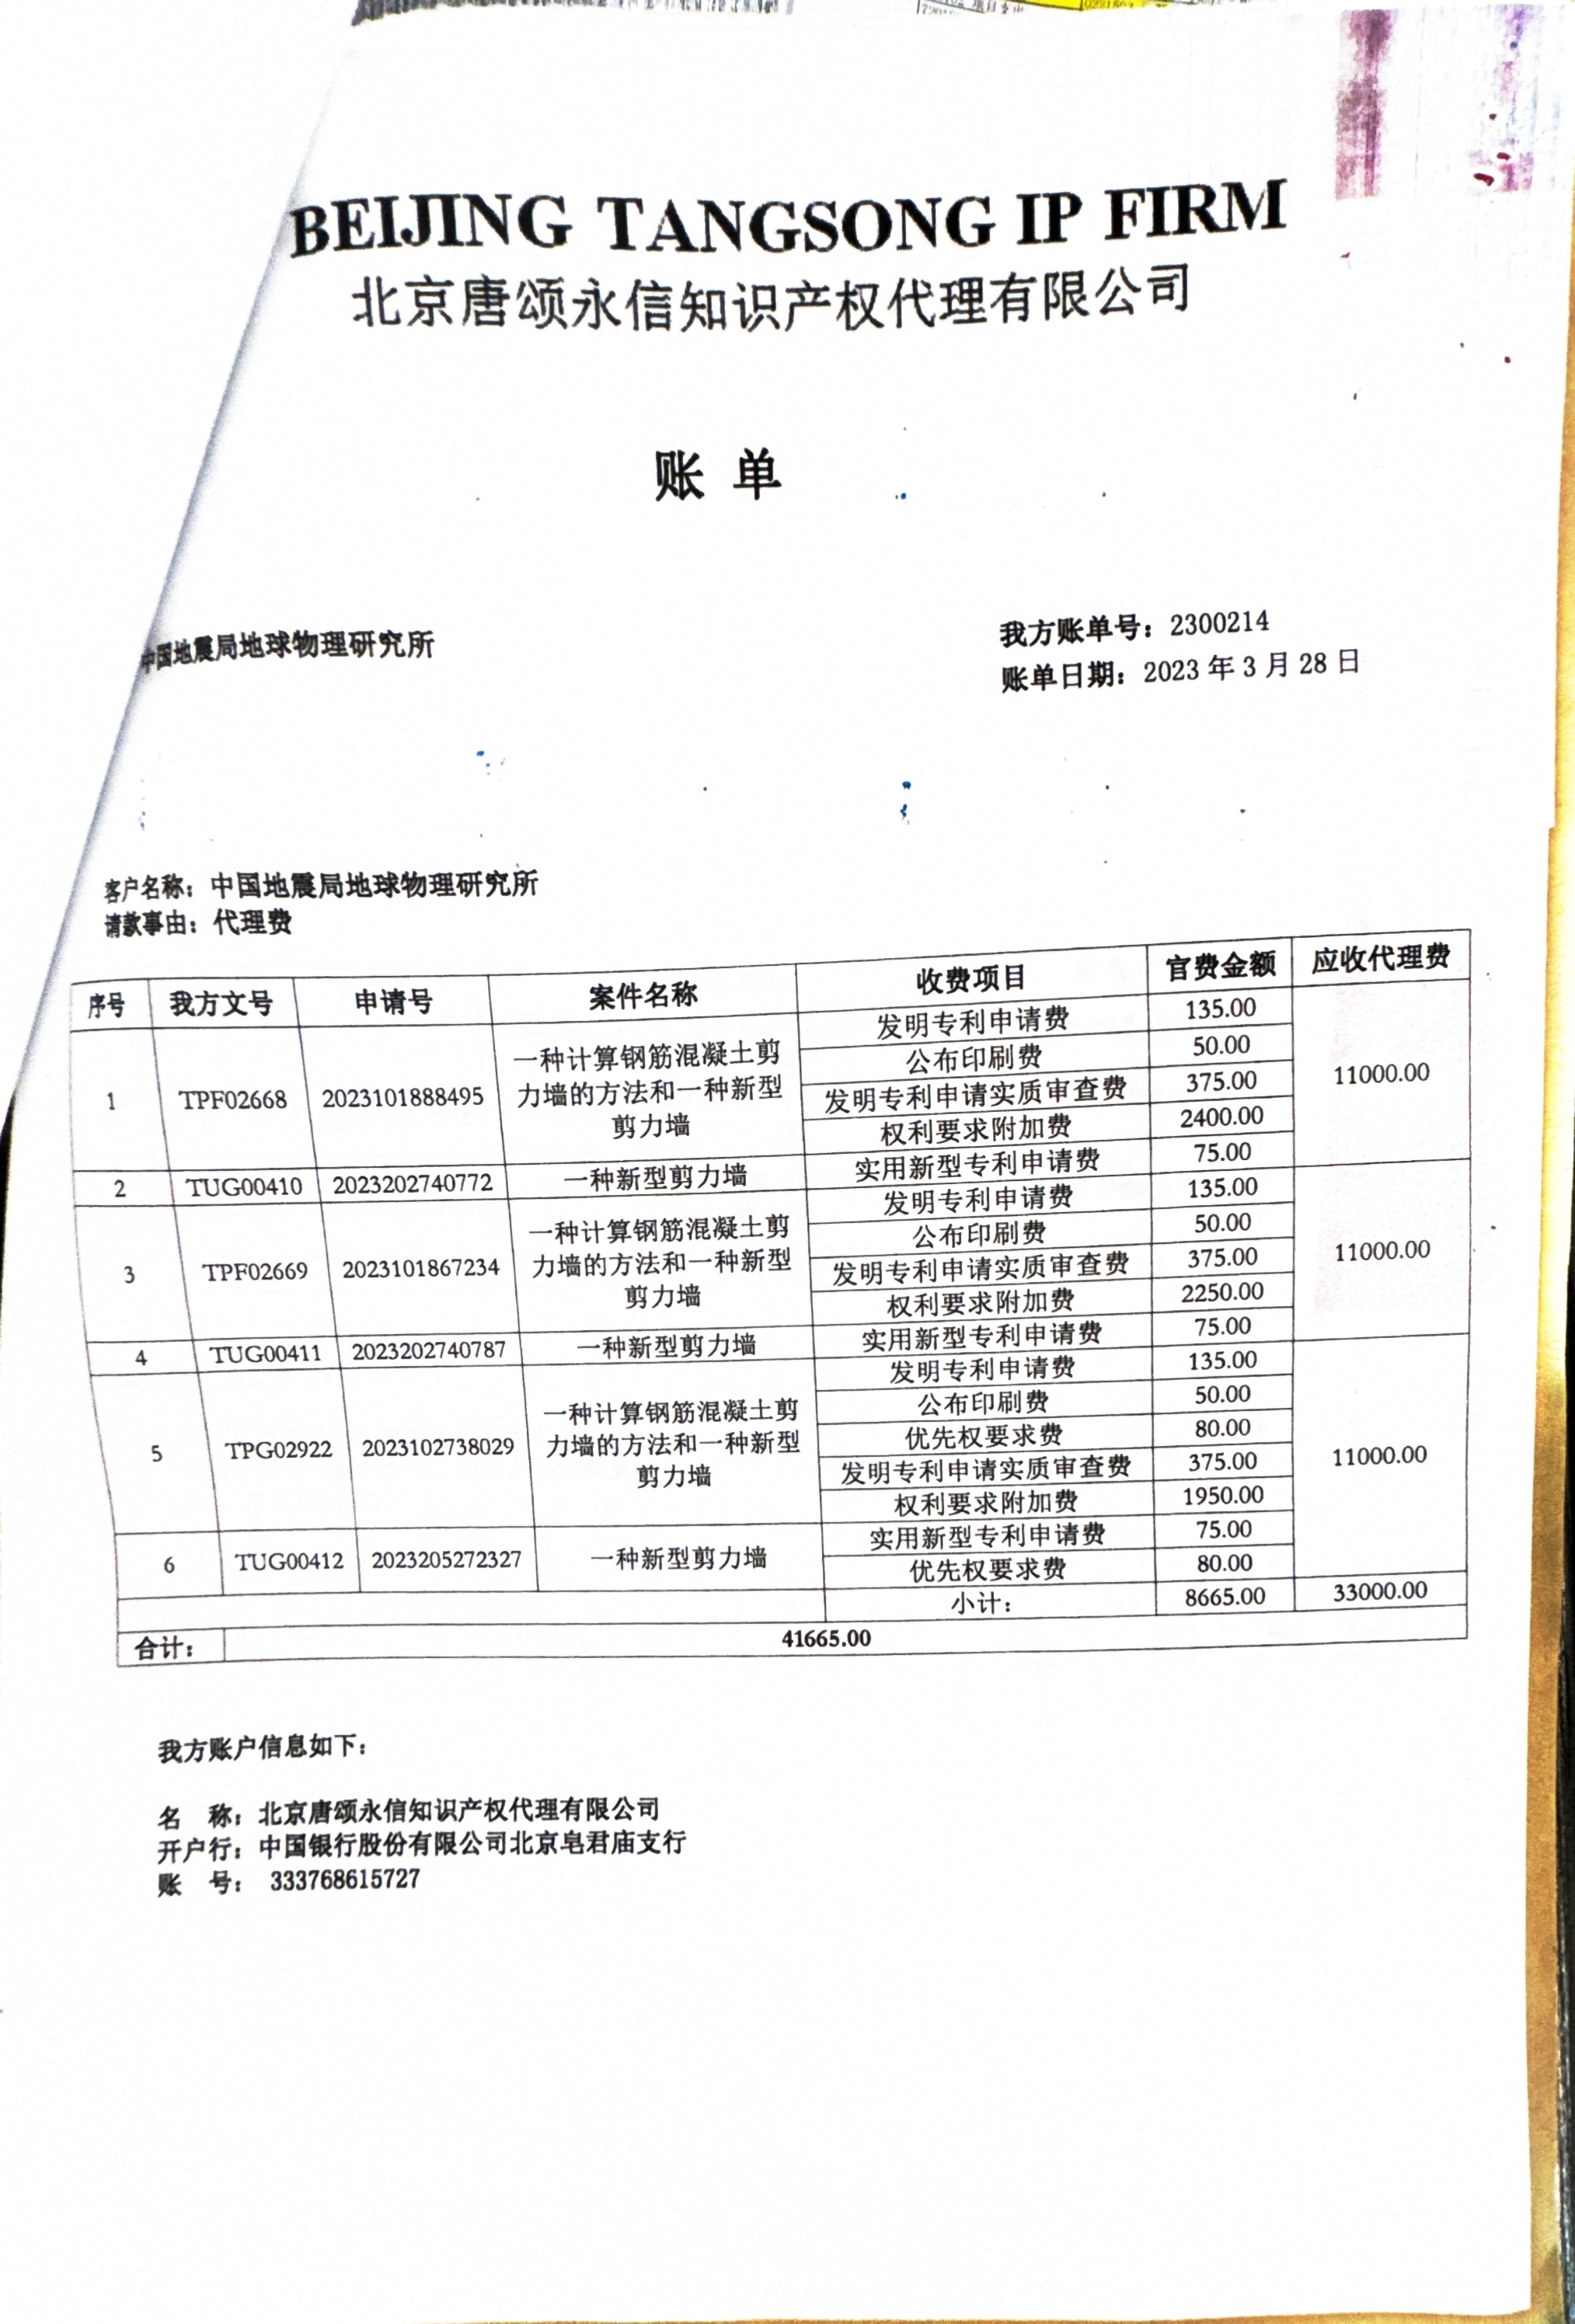 BEIJING TANGSONG IP FIRM
北京唐颂永信知识产权代理有限公司
账 单
中国地震局地球物理研究所
我方账单号：2300214
账单日期：2023 年 3 月 28 日
客户名称：中国地震局地球物理研究所
请款事由：代理费
序号 我方文号 申请号 案件名称 收费项目 官费金额 应收代理费
1 TPF02668 2023101888495 一种计算钢筋混凝土剪力墙的方法和一种新型剪力墙 发明专利申请费 135.00 11000.00
公布印刷费 50.00
发明专利申请实质审查费 375.00
权利要求附加费 2400.00
2 TUG00410 2023202740772 一种新型剪力墙 实用新型专利申请费 75.00
3 TPF02669 2023101867234 一种计算钢筋混凝土剪力墙的方法和一种新型剪力墙 发明专利申请费 135.00 11000.00
公布印刷费 50.00
发明专利申请实质审查费 375.00
权利要求附加费 2250.00
4 TUG00411 2023202740787 一种新型剪力墙 实用新型专利申请费 75.00
5 TPG02922 2023102738029 一种计算钢筋混凝土剪力墙的方法和一种新型剪力墙 发明专利申请费 135.00 11000.00
公布印刷费 50.00
优先权要求费 80.00
发明专利申请实质审查费 375.00
权利要求附加费 1950.00
6 TUG00412 2023205272327 一种新型剪力墙 实用新型专利申请费 75.00
优先权要求费 80.00
小计： 8665.00 33000.00
合计： 41665.00
我方账户信息如下：
名 称：北京唐颂永信知识产权代理有限公司
开户行：中国银行股份有限公司北京皂君庙支行
账 号： 333768615727